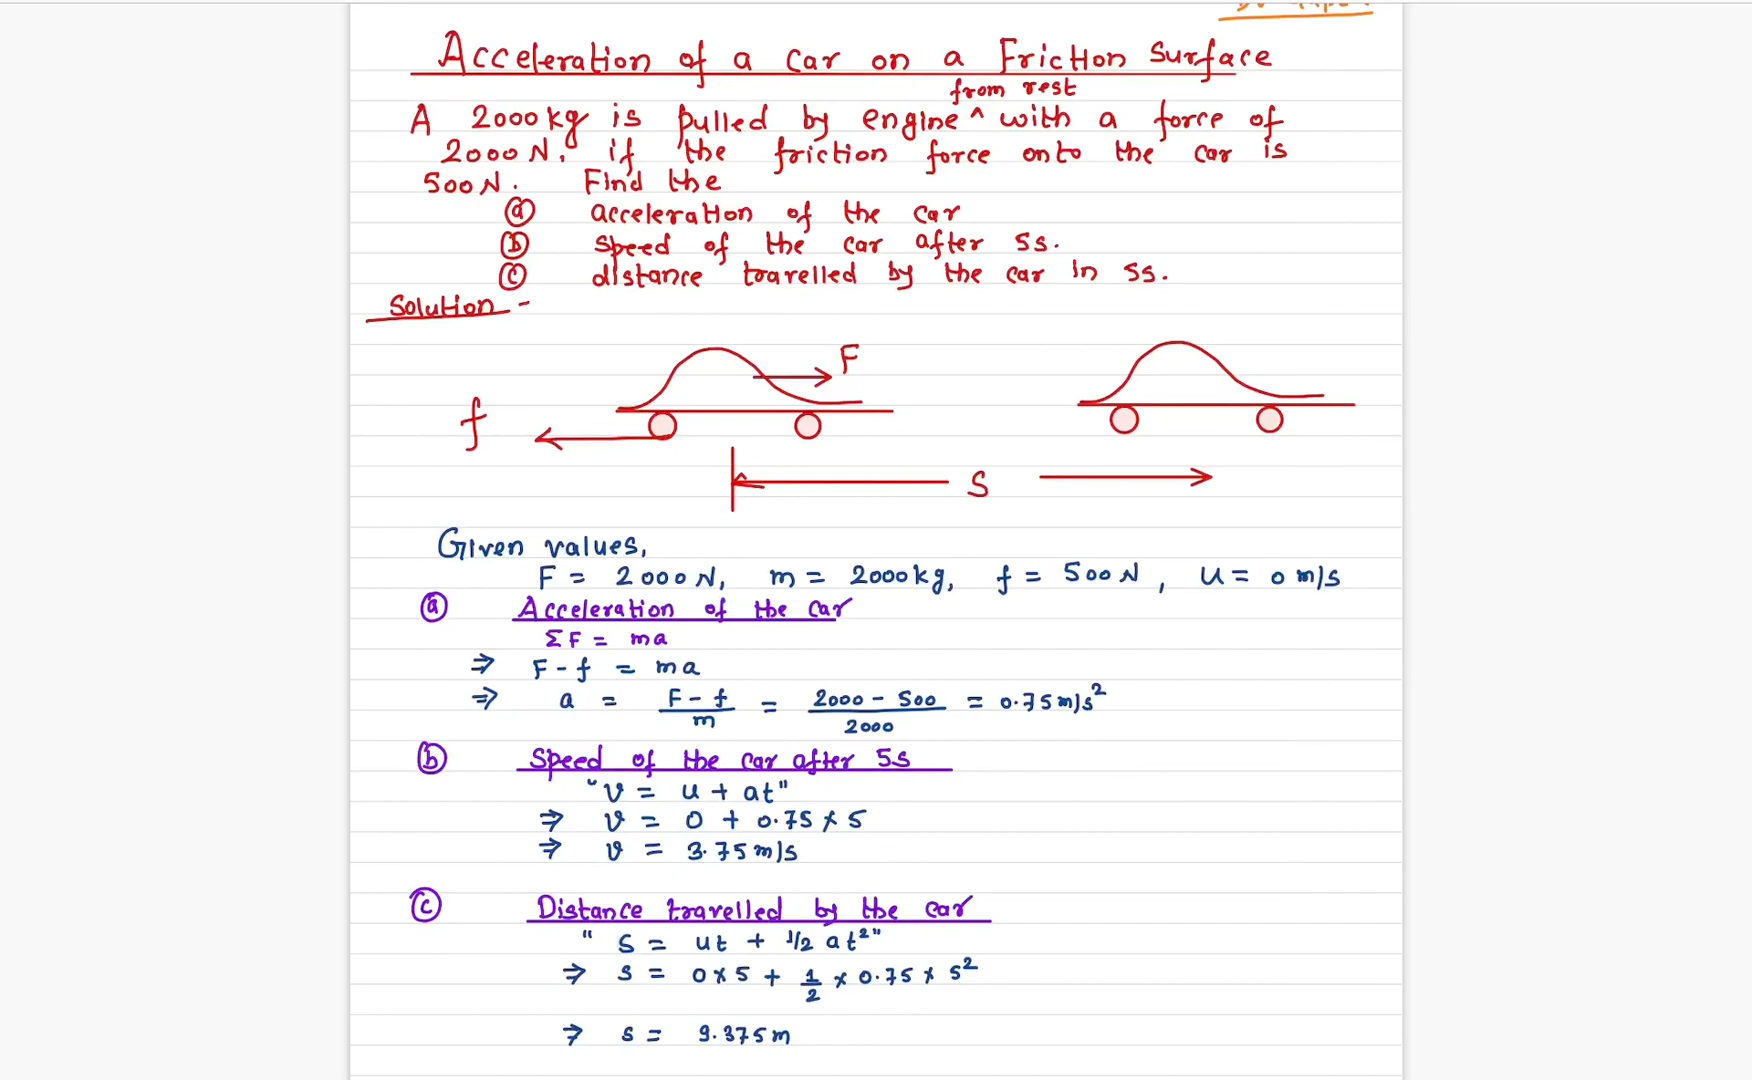 Acceleration of a car on a Friction Surface
from rest
A 2000kg is pulled by engine ^ with a force of
2000 N, if the friction force onto the car is
500 N. Find the
(a) acceleration of the car
(b) speed of the car after 5s.
(c) distance travelled by the car in 5s.
Solution -
F
f
S
Given values,
F = 2000 N, m = 2000kg, f = 500 N, u = 0 m/s
(a) Acceleration of the car
ΣF = ma
⇒ F - f = ma
⇒ a = (F - f)/m = (2000 - 500)/2000 = 0.75 m/s²
(b) Speed of the car after 5s
"v = u + at"
⇒ v = 0 + 0.75 × 5
⇒ v = 3.75 m/s
(c) Distance travelled by the car
"S = ut + 1/2 at²"
⇒ s = 0×5 + 1/2 × 0.75 × 5²
⇒ s = 9.375m